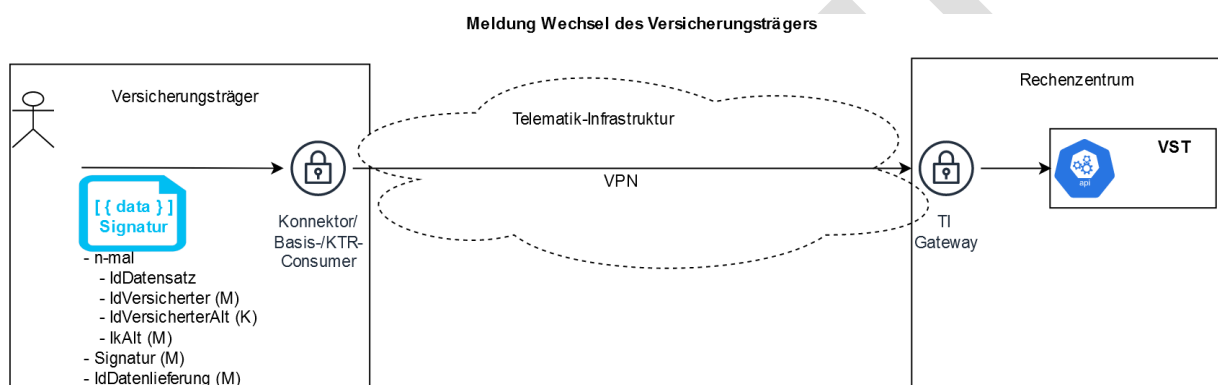 Meldung Wechsel des Versicherungsträgers
Versicherungsträger
[ { data } ]
Signatur
- n-mal
- IdDatensatz
- IdVersicherter (M)
- IdVersicherterAlt (K)
- IkAlt (M)
- Signatur (M)
- IdDatenlieferung (M)
Konnektor/
Basis-/KTR-
Consumer
Telematik-Infrastruktur
VPN
Rechenzentrum
TI
Gateway
api
VST